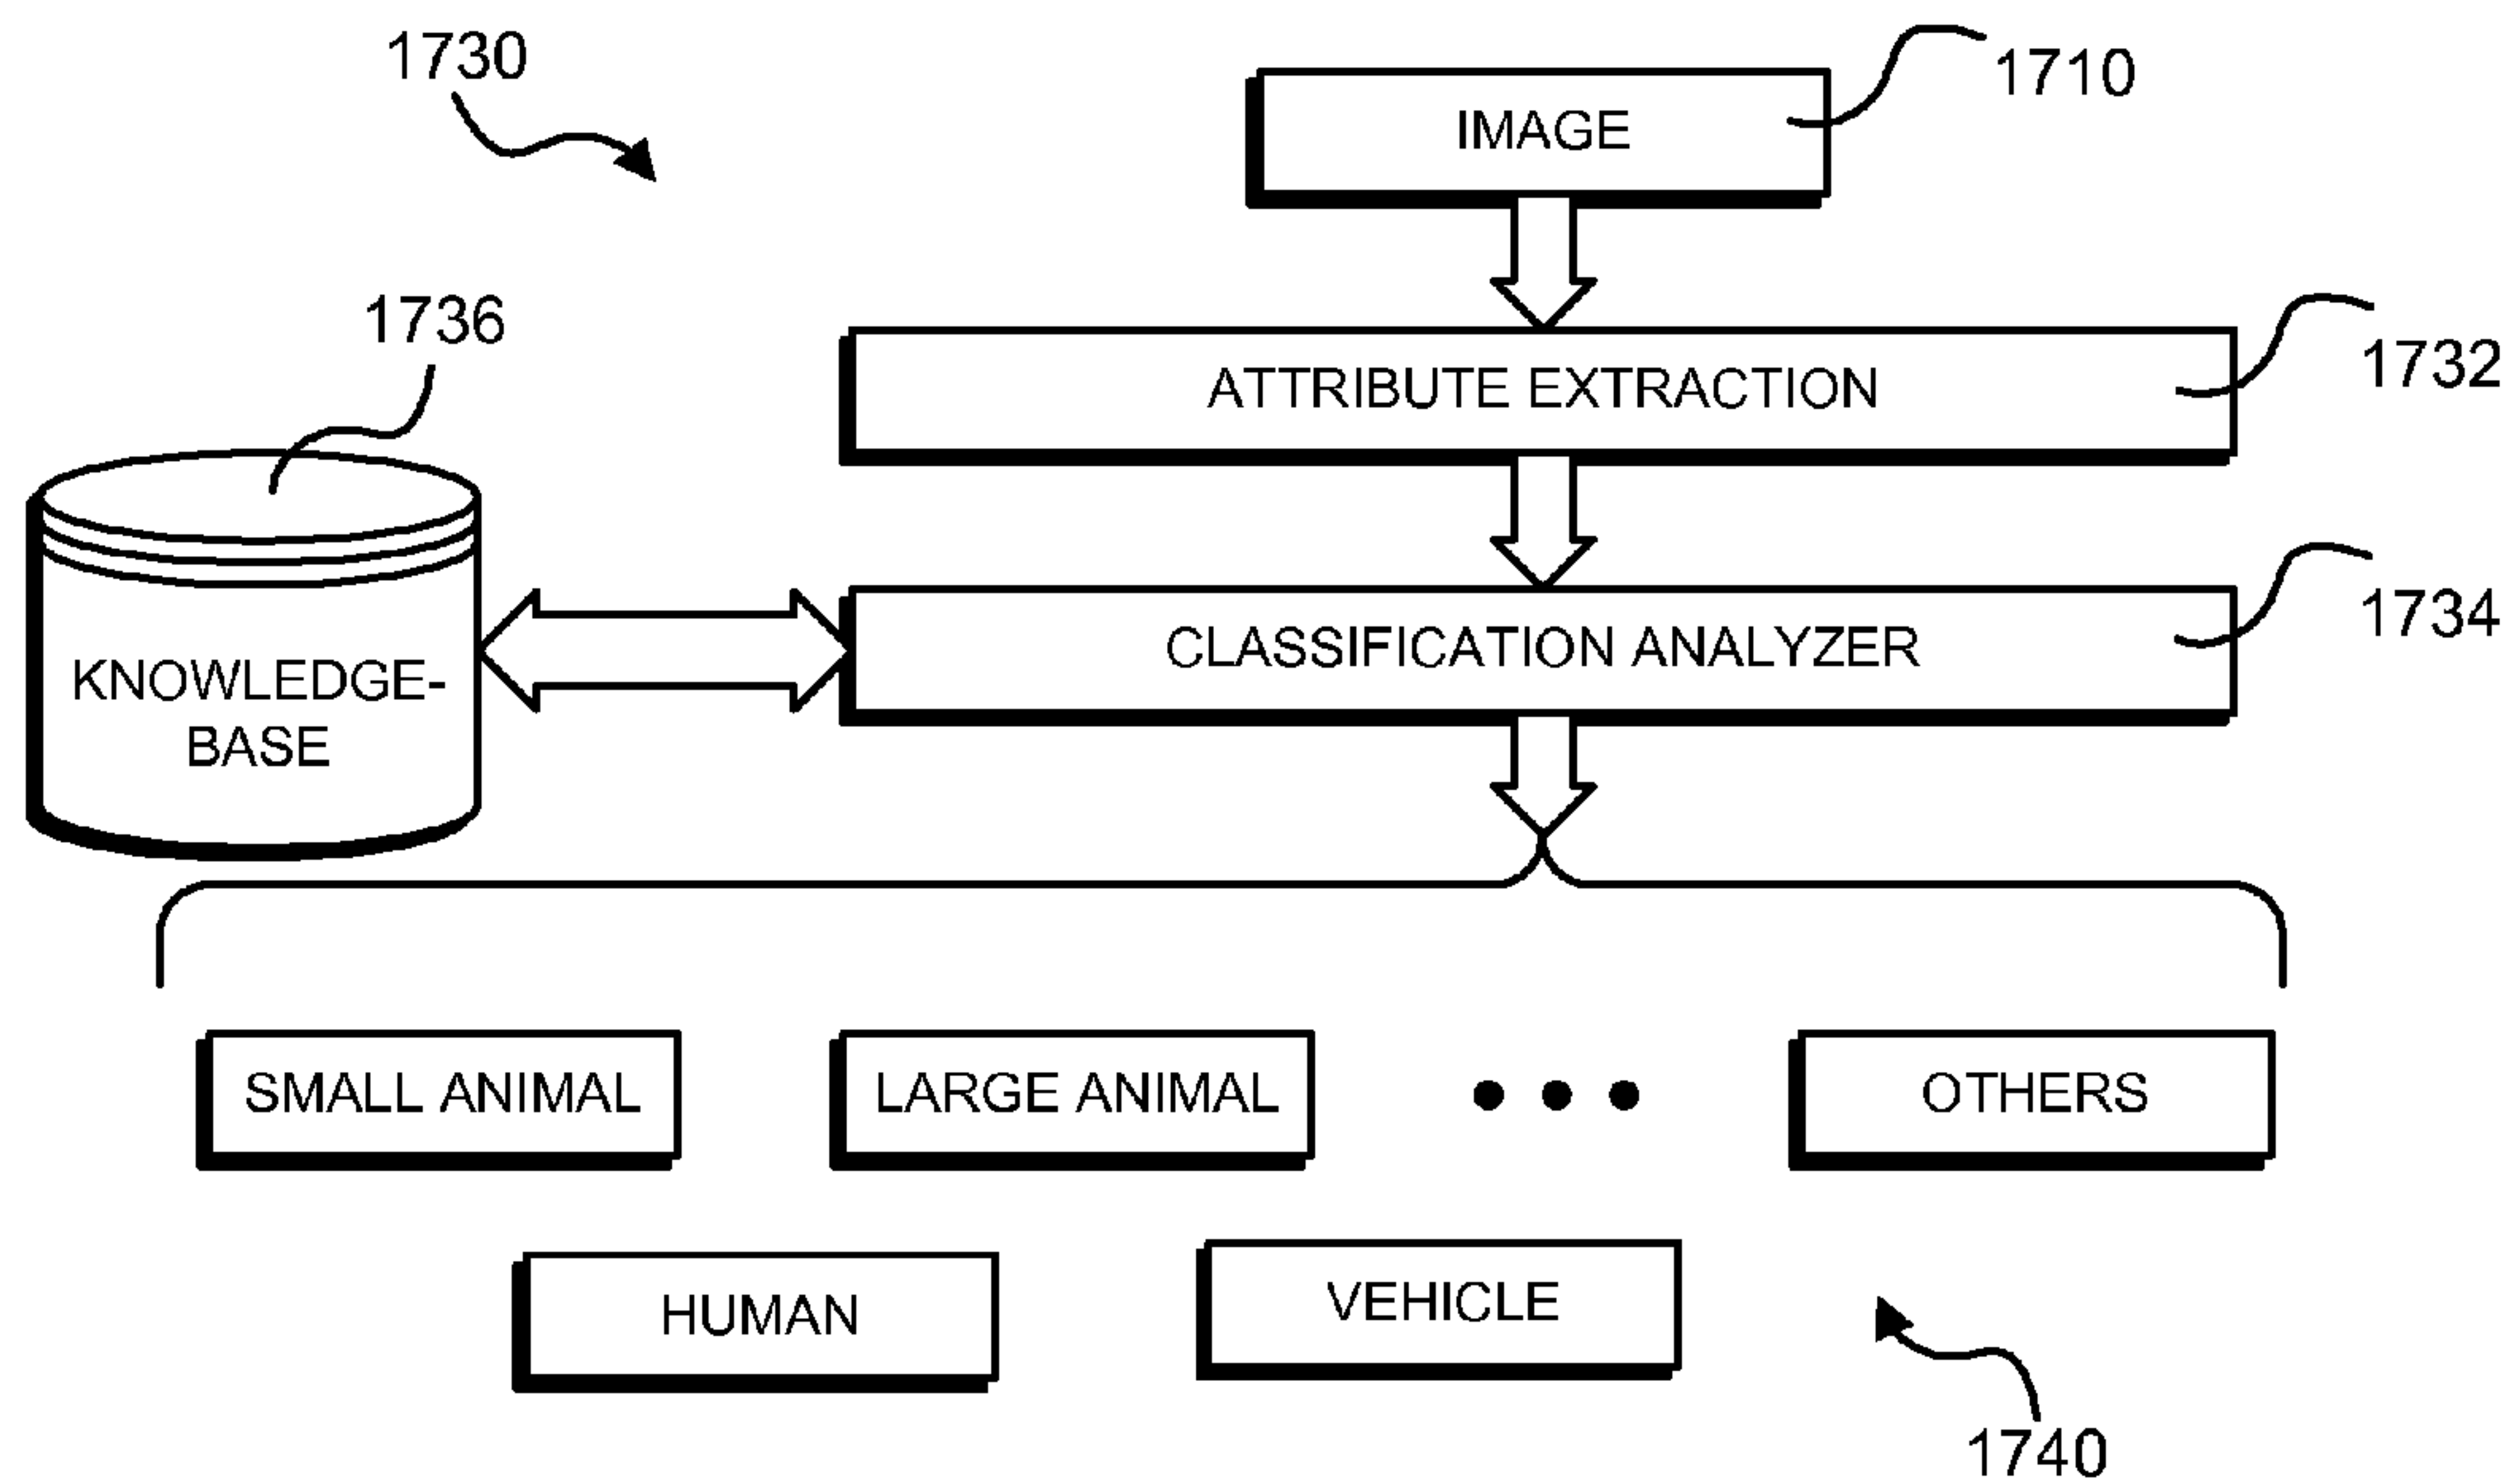 1730
1710
IMAGE
1736
1732
ATTRIBUTE EXTRACTION
1734
CLASSIFICATION ANALYZER
KNOWLEDGE-
BASE
SMALL ANIMAL
LARGE ANIMAL
OTHERS
HUMAN
VEHICLE
1740